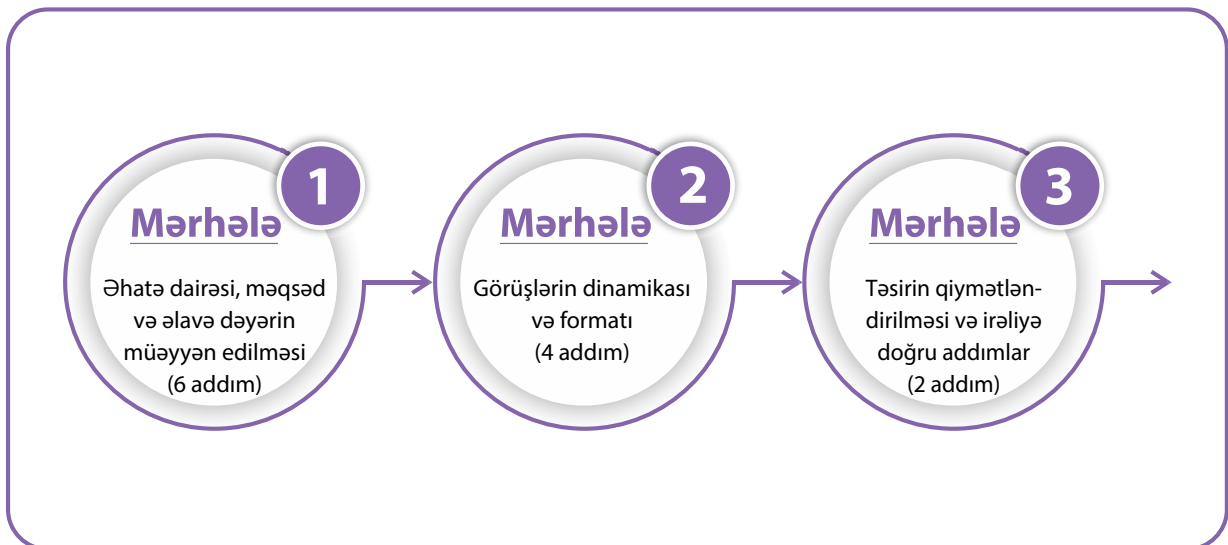 1
Mərhələ
Əhatə dairəsi, məqsəd
və əlavə dəyərin
müəyyən edilməsi
(6 addım)
2
Mərhələ
Görüşlərin dinamikası
və formatı
(4 addım)
3
Mərhələ
Təsirin qiymətlən-
dirilməsi və irəliyə
doğru addımlar
(2 addım)